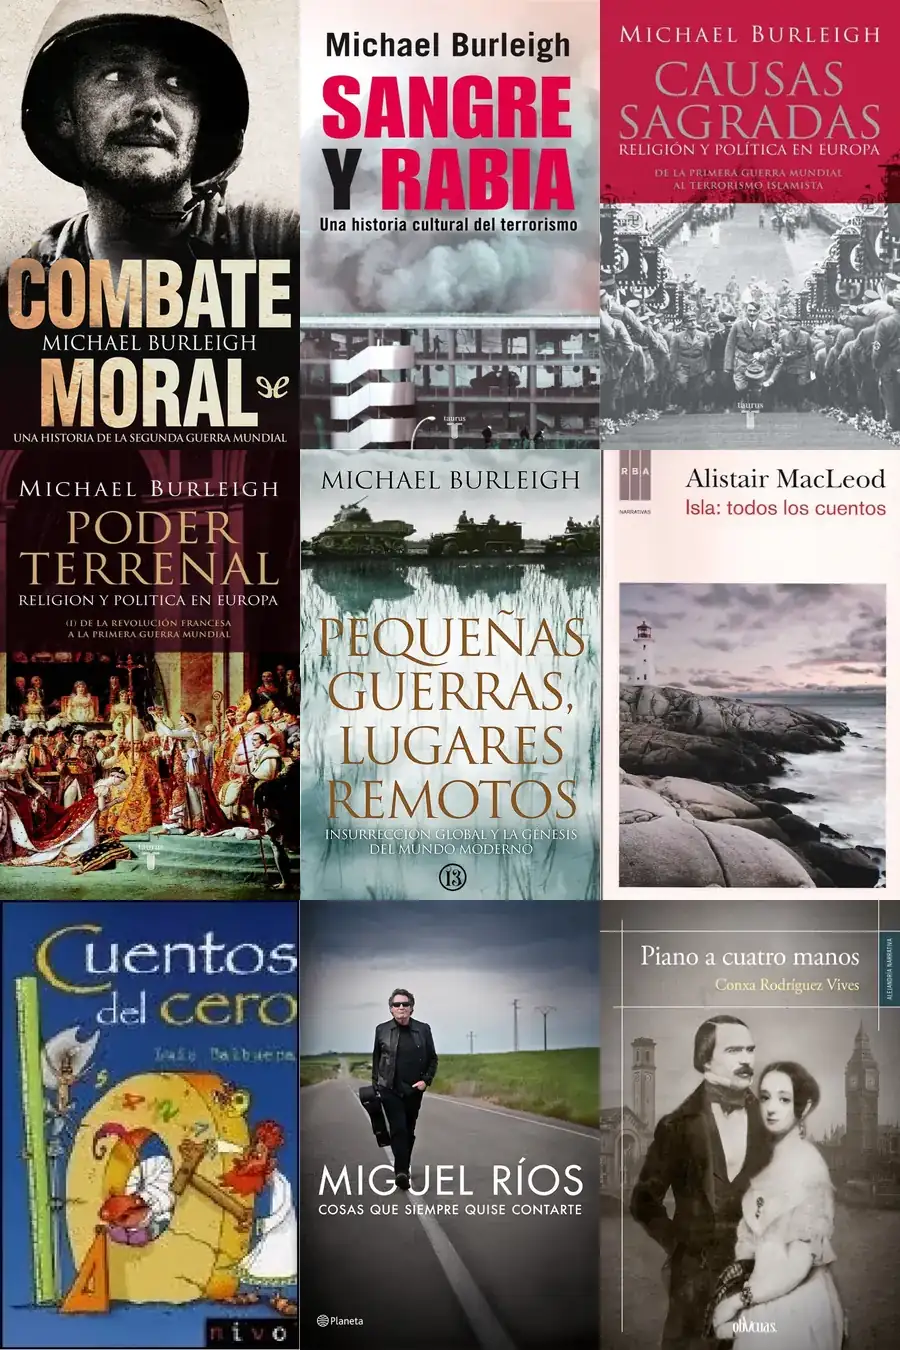 COMBATE
MICHAEL BURLEIGH
MORAL
UNA HISTORIA DE LA SEGUNDA GUERRA MUNDIAL
Michael Burleigh
SANGRE
Y RABIA
Una historia cultural del terrorismo
taurus
T
MICHAEL BURLEIGH
CAUSAS
SAGRADAS
RELIGIÓN Y POLÍTICA EN EUROPA
DE LA PRIMERA GUERRA MUNDIAL
AL TERRORISMO ISLAMISTA
taurus
T
MICHAEL BURLEIGH
PODER
TERRENAL
RELIGION Y POLITICA EN EUROPA
(I) DE LA REVOLUCIÓN FRANCESA
A LA PRIMERA GUERRA MUNDIAL
taurus
T
MICHAEL BURLEIGH
PEQUEÑAS
GUERRAS,
LUGARES
REMOTOS
INSURRECCIÓN GLOBAL Y LA GÉNESIS
DEL MUNDO MODERNO
13
RBA
NARRATIVAS
Alistair MacLeod
Isla: todos los cuentos
Cuentos
del cero
Luis Balbuena
nivo
MIGUEL RÍOS
COSAS QUE SIEMPRE QUISE CONTARTE
Planeta
Piano a cuatro manos
Conxa Rodríguez Vives
ALEJANDRÍA NARRATIVA